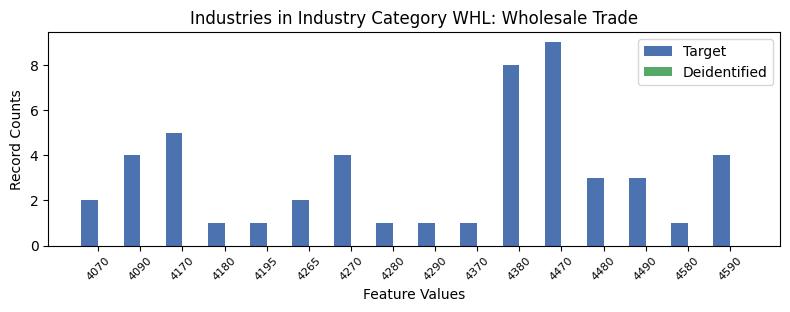 Industries in Industry Category WHL: Wholesale Trade
Target
Deidentified
Record Counts
8
6
4
2
0
4070 4090 4170 4180 4195 4265 4270 4280 4290 4370 4380 4470 4480 4490 4580 4590
Feature Values